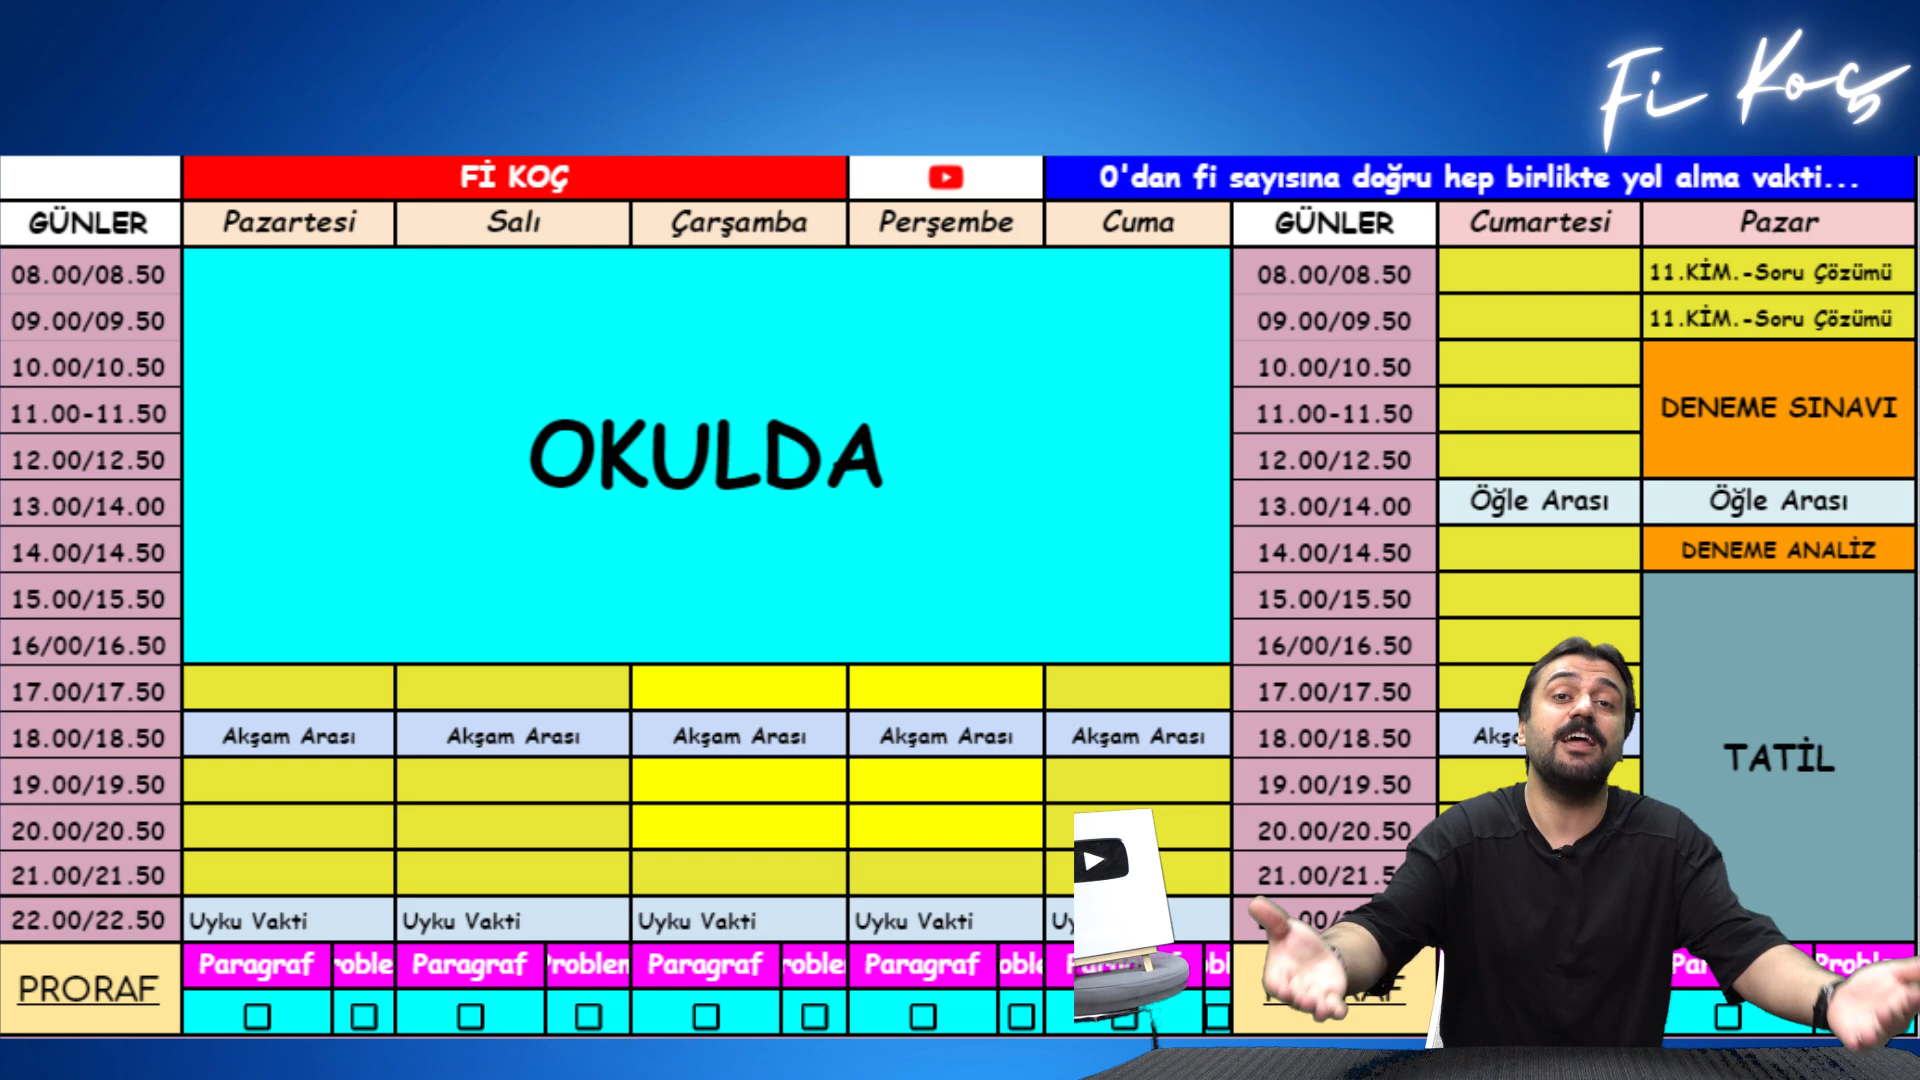 Fi Koç
Fİ KOÇ
0'dan fi sayısına doğru hep birlikte yol alma vakti...
GÜNLER Pazartesi Salı Çarşamba Perşembe Cuma GÜNLER Cumartesi Pazar
08.00/08.50 08.00/08.50 11.KİM.-Soru Çözümü
09.00/09.50 09.00/09.50 11.KİM.-Soru Çözümü
10.00/10.50 10.00/10.50
11.00-11.50 11.00-11.50 DENEME SINAVI
12.00/12.50 OKULDA 12.00/12.50
13.00/14.00 13.00/14.00 Öğle Arası Öğle Arası
14.00/14.50 14.00/14.50 DENEME ANALİZ
15.00/15.50 15.00/15.50
16/00/16.50 16/00/16.50
17.00/17.50 17.00/17.50
18.00/18.50 Akşam Arası Akşam Arası Akşam Arası Akşam Arası Akşam Arası 18.00/18.50 TATİL
19.00/19.50 19.00/19.50
20.00/20.50 20.00/20.50
21.00/21.50 21.00/21.5
22.00/22.50 Uyku Vakti Uyku Vakti Uyku Vakti Uyku Vakti
PRORAF Paragraf Paragraf Problem Paragraf Paragraf